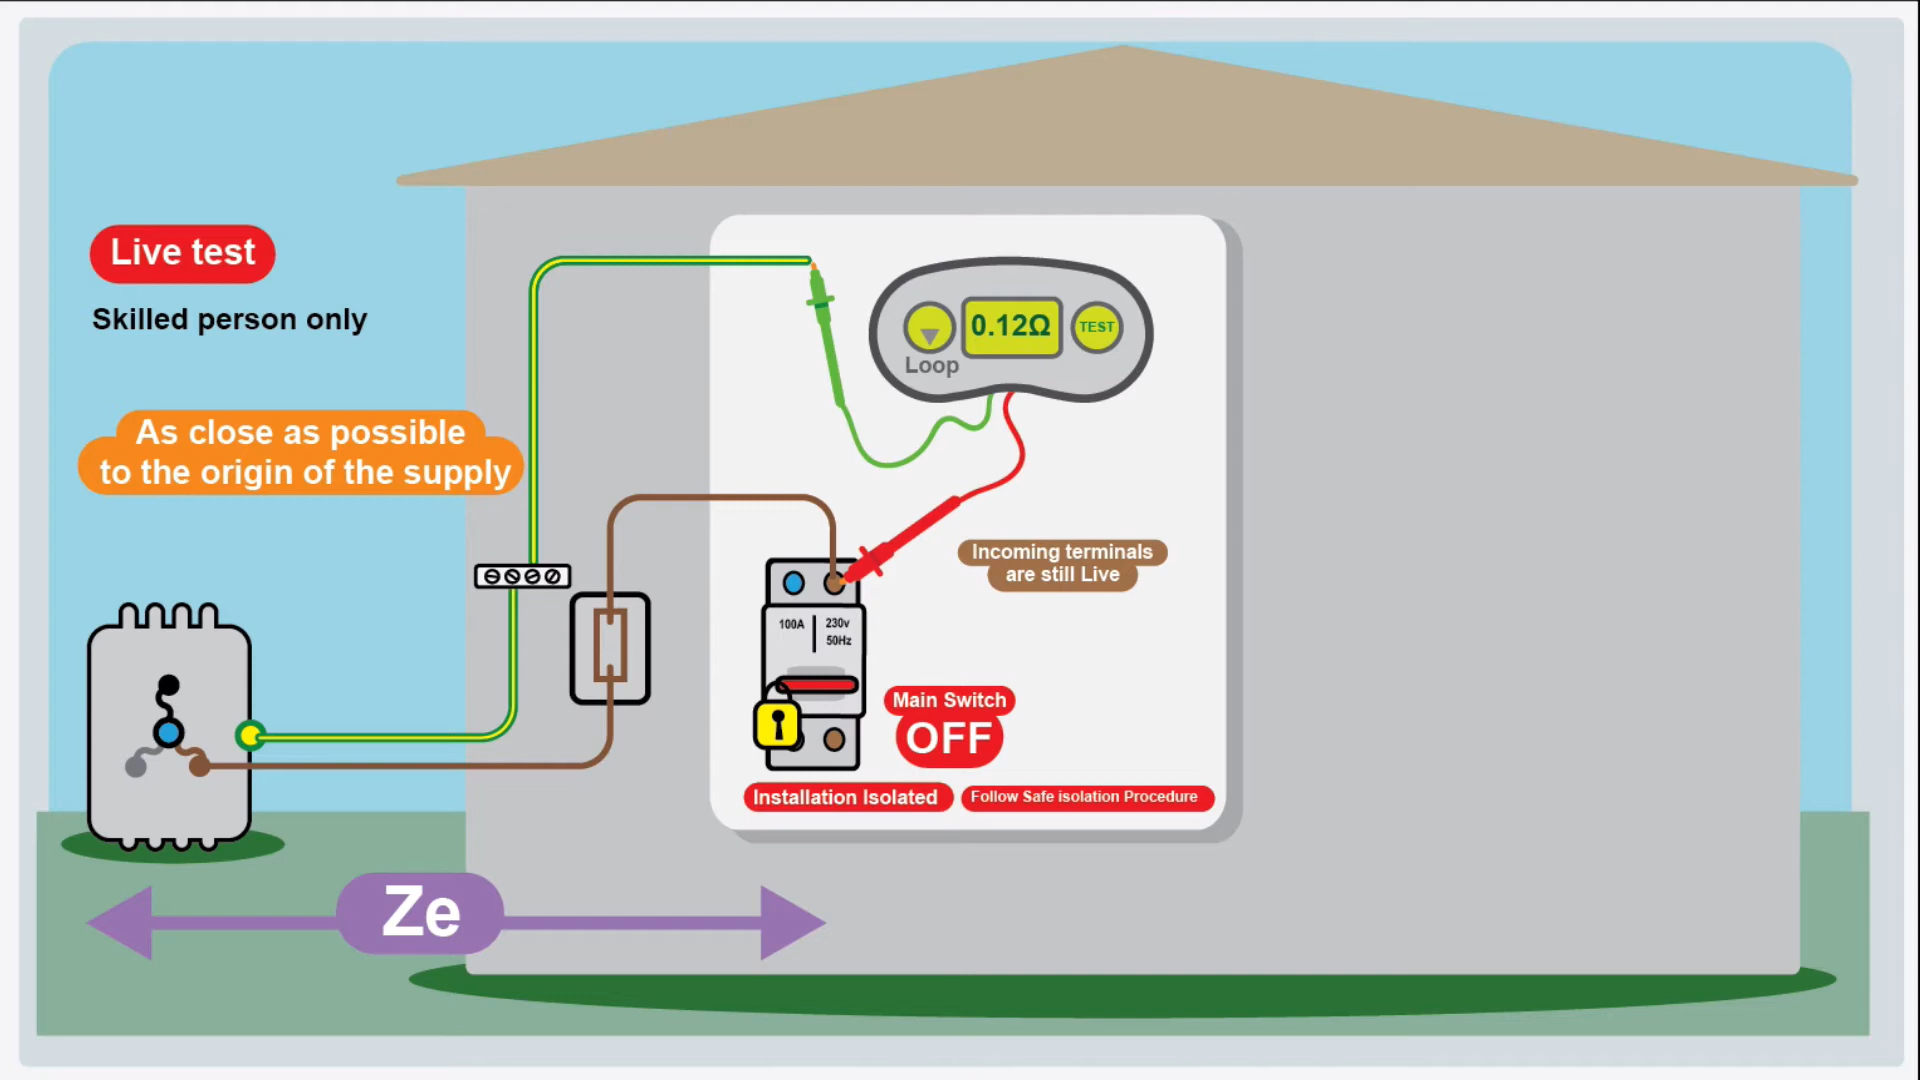 Live test
Skilled person only
As close as possible
to the origin of the supply
0.12Ω
TEST
Loop
Incoming terminals
are still Live
100A
230v
50Hz
Main Switch
OFF
Installation Isolated
Follow Safe isolation Procedure
Ze